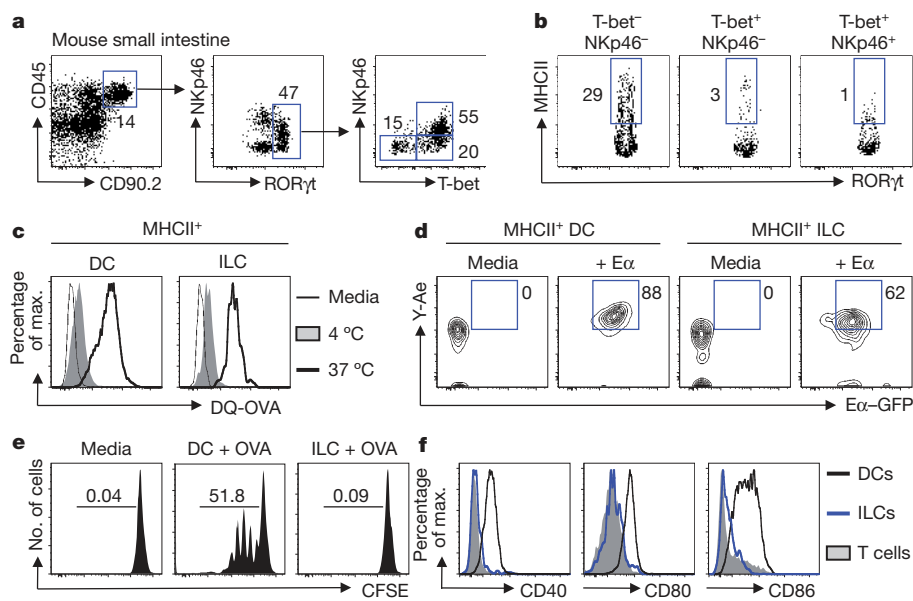 a
Mouse small intestine
CD45
14
CD90.2
NKp46
47
RORγt
NKp46
15
55
20
T-bet
b
T-bet⁻ NKp46⁻
T-bet⁺ NKp46⁻
T-bet⁺ NKp46⁺
MHCII
29
3
1
RORγt
c
MHCII⁺
DC
ILC
Percentage of max.
Media
4 ºC
37 ºC
DQ-OVA
d
MHCII⁺ DC
MHCII⁺ ILC
Media
+ Eα
Media
+ Eα
Y-Ae
0
88
0
62
Eα–GFP
e
Media
DC + OVA
ILC + OVA
No. of cells
0.04
51.8
0.09
CFSE
f
Percentage of max.
CD40
CD80
CD86
DCs
ILCs
T cells